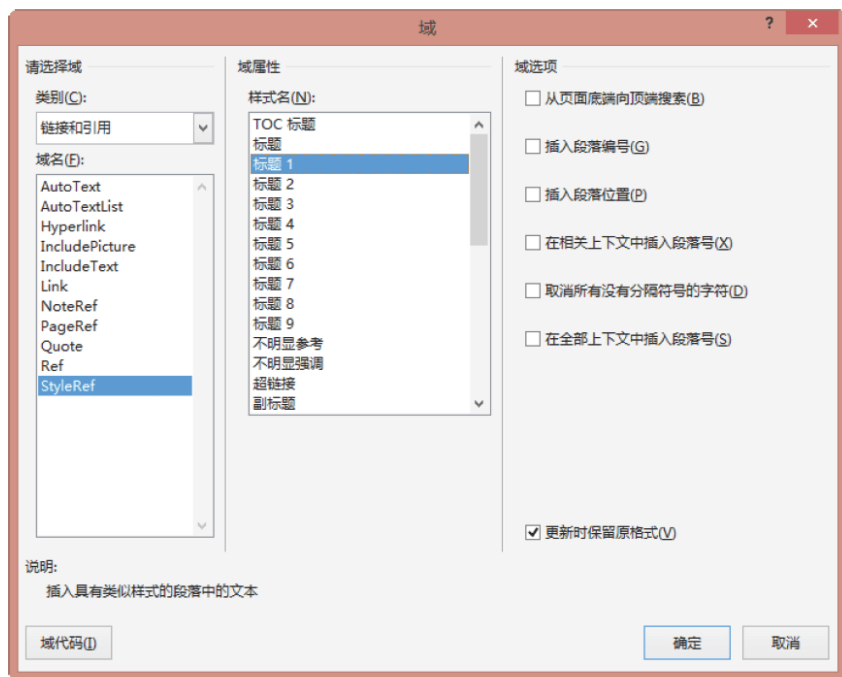 域
?
×
请选择域
类别(C):
链接和引用
域名(F):
AutoText
AutoTextList
Hyperlink
IncludePicture
IncludeText
Link
NoteRef
PageRef
Quote
Ref
StyleRef
域属性
样式名(N):
TOC 标题
标题
标题 1
标题 2
标题 3
标题 4
标题 5
标题 6
标题 7
标题 8
标题 9
不明显参考
不明显强调
超链接
副标题
域选项
从页面底端向顶端搜索(B)
插入段落编号(G)
插入段落位置(P)
在相关上下文中插入段落号(X)
取消所有没有分隔符号的字符(D)
在全部上下文中插入段落号(S)
更新时保留原格式(V)
说明:
插入具有类似样式的段落中的文本
域代码(I)
确定
取消